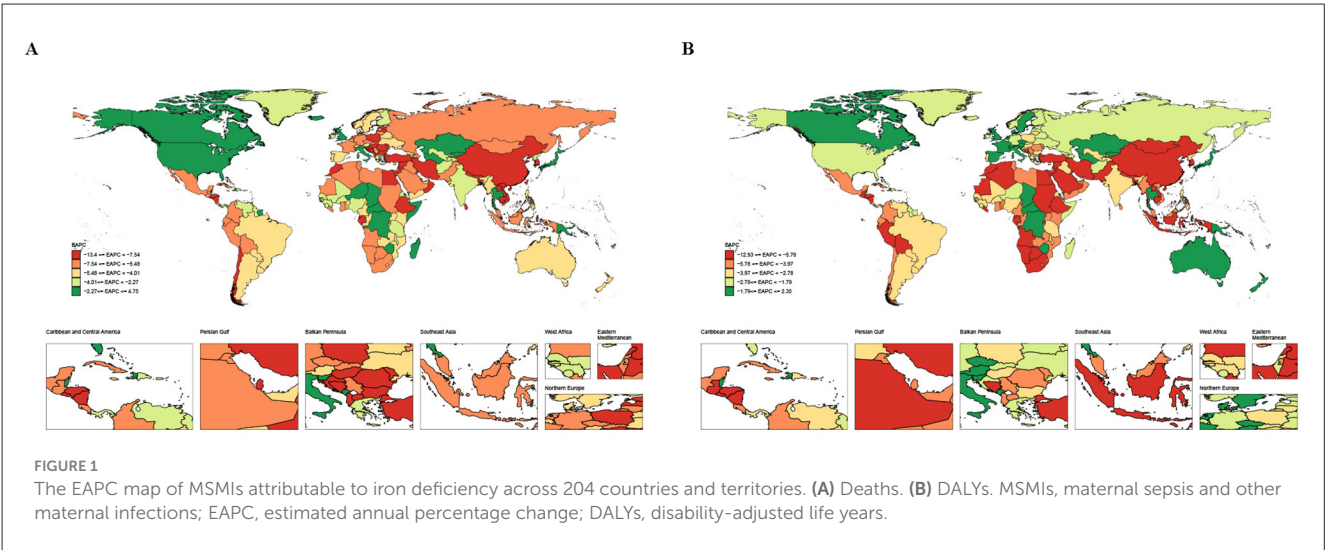 A
B
EAPC
−13.4 <= EAPC < −7.54
−7.54 <= EAPC < −5.48
−5.48 <= EAPC < −4.01
−4.01<= EAPC < −2.27
−2.27<= EAPC <= 4.75
EAPC
−12.93 <= EAPC < −5.78
−5.78 <= EAPC < −3.97
−3.97 <= EAPC < −2.78
−2.78<= EAPC < −1.79
−1.79<= EAPC <= 2.35
Caribbean and Central America
Persian Gulf
Balkan Peninsula
Southeast Asia
West Africa
Eastern
Mediterranean
Northern Europe
Caribbean and Central America
Persian Gulf
Balkan Peninsula
Southeast Asia
West Africa
Eastern
Mediterranean
Northern Europe
FIGURE 1
The EAPC map of MSMIs attributable to iron deficiency across 204 countries and territories. (A) Deaths. (B) DALYs. MSMIs, maternal sepsis and other
maternal infections; EAPC, estimated annual percentage change; DALYs, disability-adjusted life years.